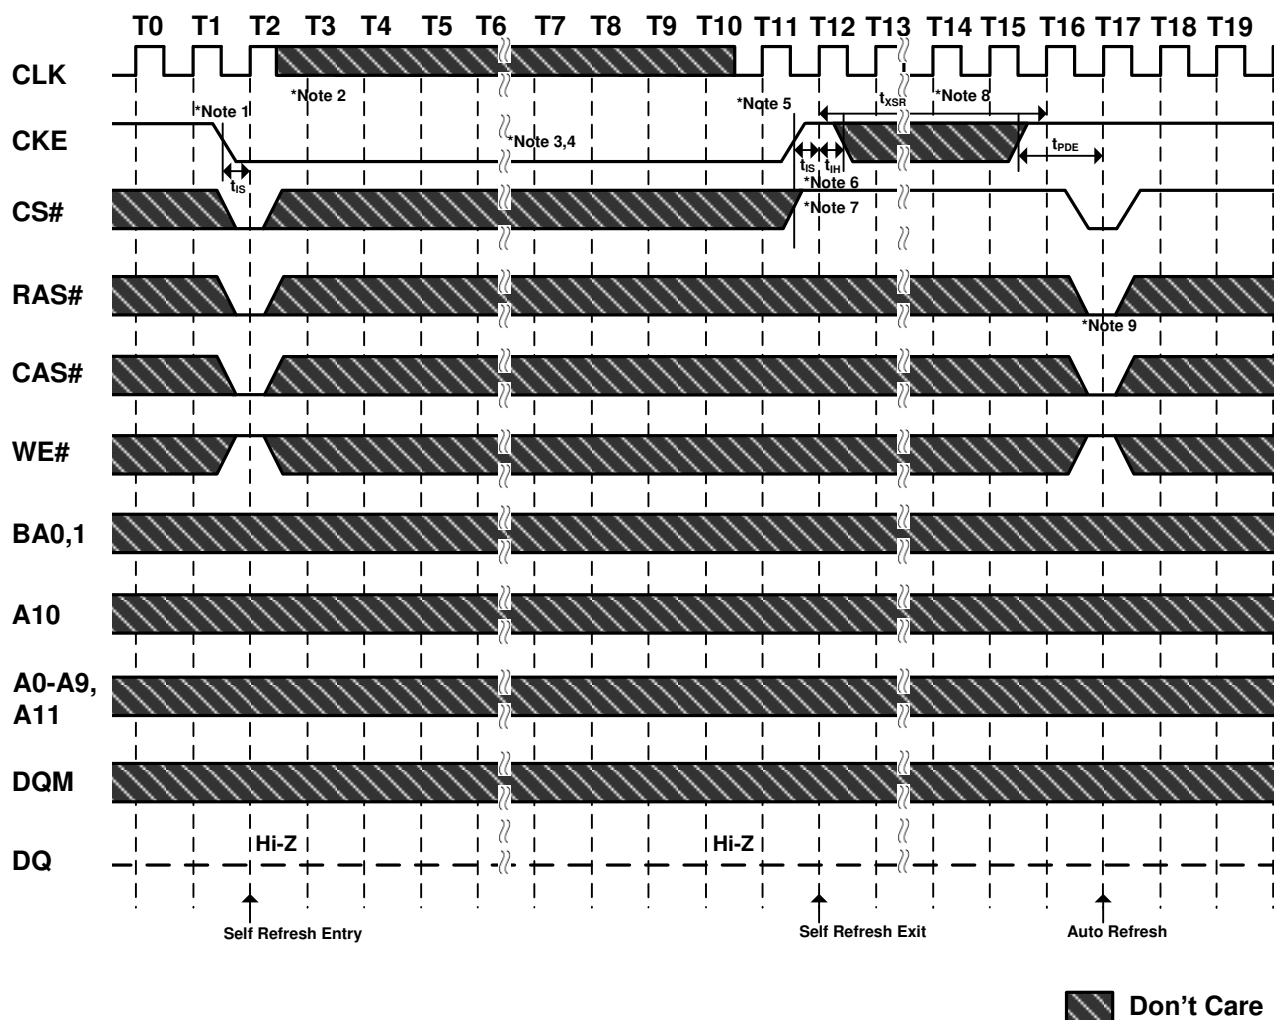 T0 T1 T2 T3 T4 T5 T6 T7 T8 T9 T10 T11 T12 T13 T14 T15 T16 T17 T18 T19
CLK
*Note 1
*Note 2
*Note 5
tXSR
*Note 8
CKE
*Note 3,4
tIS
tIS
tIH
tPDE
*Note 6
CS#
*Note 7
RAS#
*Note 9
CAS#
WE#
BA0,1
A10
A0-A9,
A11
DQM
Hi-Z
Hi-Z
DQ
Self Refresh Entry
Self Refresh Exit
Auto Refresh
Don't Care